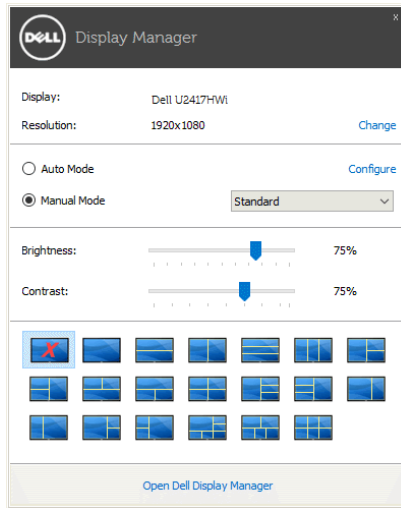 x
DELL Display Manager
Display: Dell U2417HWi
Resolution: 1920x1080 Change
Auto Mode Configure
Manual Mode Standard
Brightness: 75%
Contrast: 75%
Open Dell Display Manager